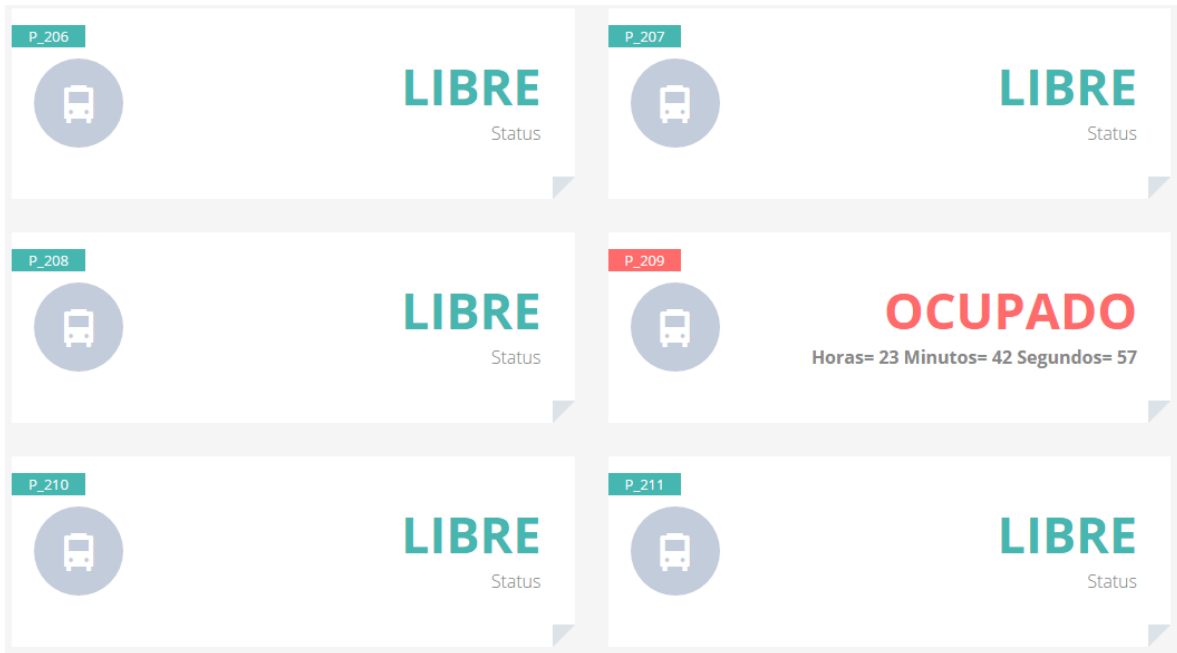 P_206
LIBRE
Status
P_207
LIBRE
Status
P_208
LIBRE
Status
P_209
OCUPADO
Horas= 23 Minutos= 42 Segundos= 57
P_210
LIBRE
Status
P_211
LIBRE
Status